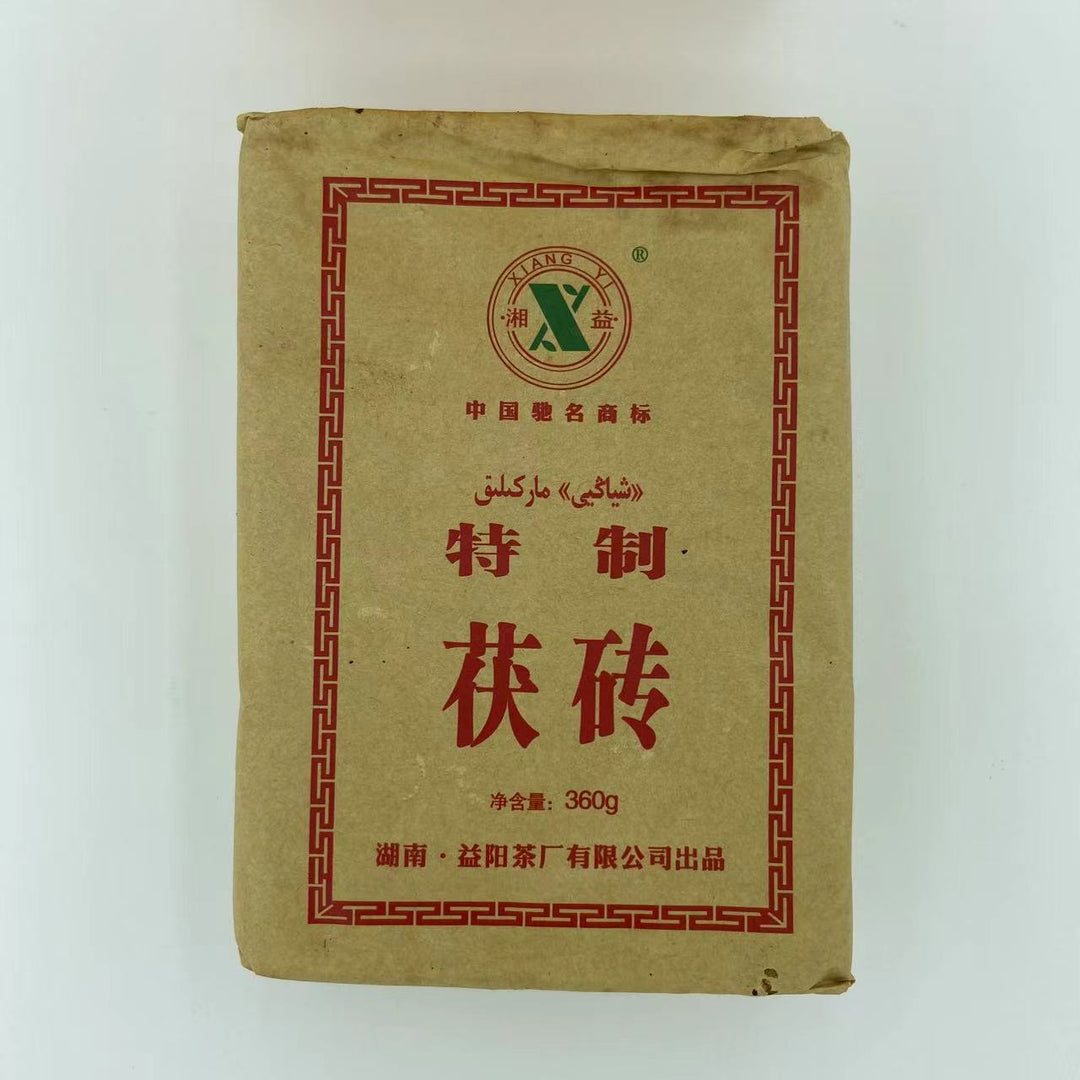 XIANG YI
®
·湘 益·
中国驰名商标
«شياڭيى» ماركىلىق
特制
茯砖
净含量：360g
湖南·益阳茶厂有限公司出品